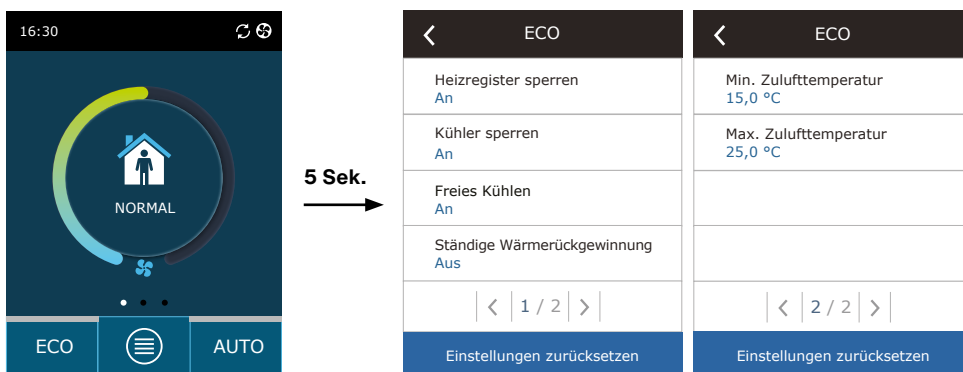 16:30
NORMAL
ECO
AUTO
5 Sek.
ECO
Heizregister sperren
An
Kühler sperren
An
Freies Kühlen
An
Ständige Wärmerückgewinnung
Aus
1 / 2
Einstellungen zurücksetzen
ECO
Min. Zulufttemperatur
15,0 °C
Max. Zulufttemperatur
25,0 °C
2 / 2
Einstellungen zurücksetzen